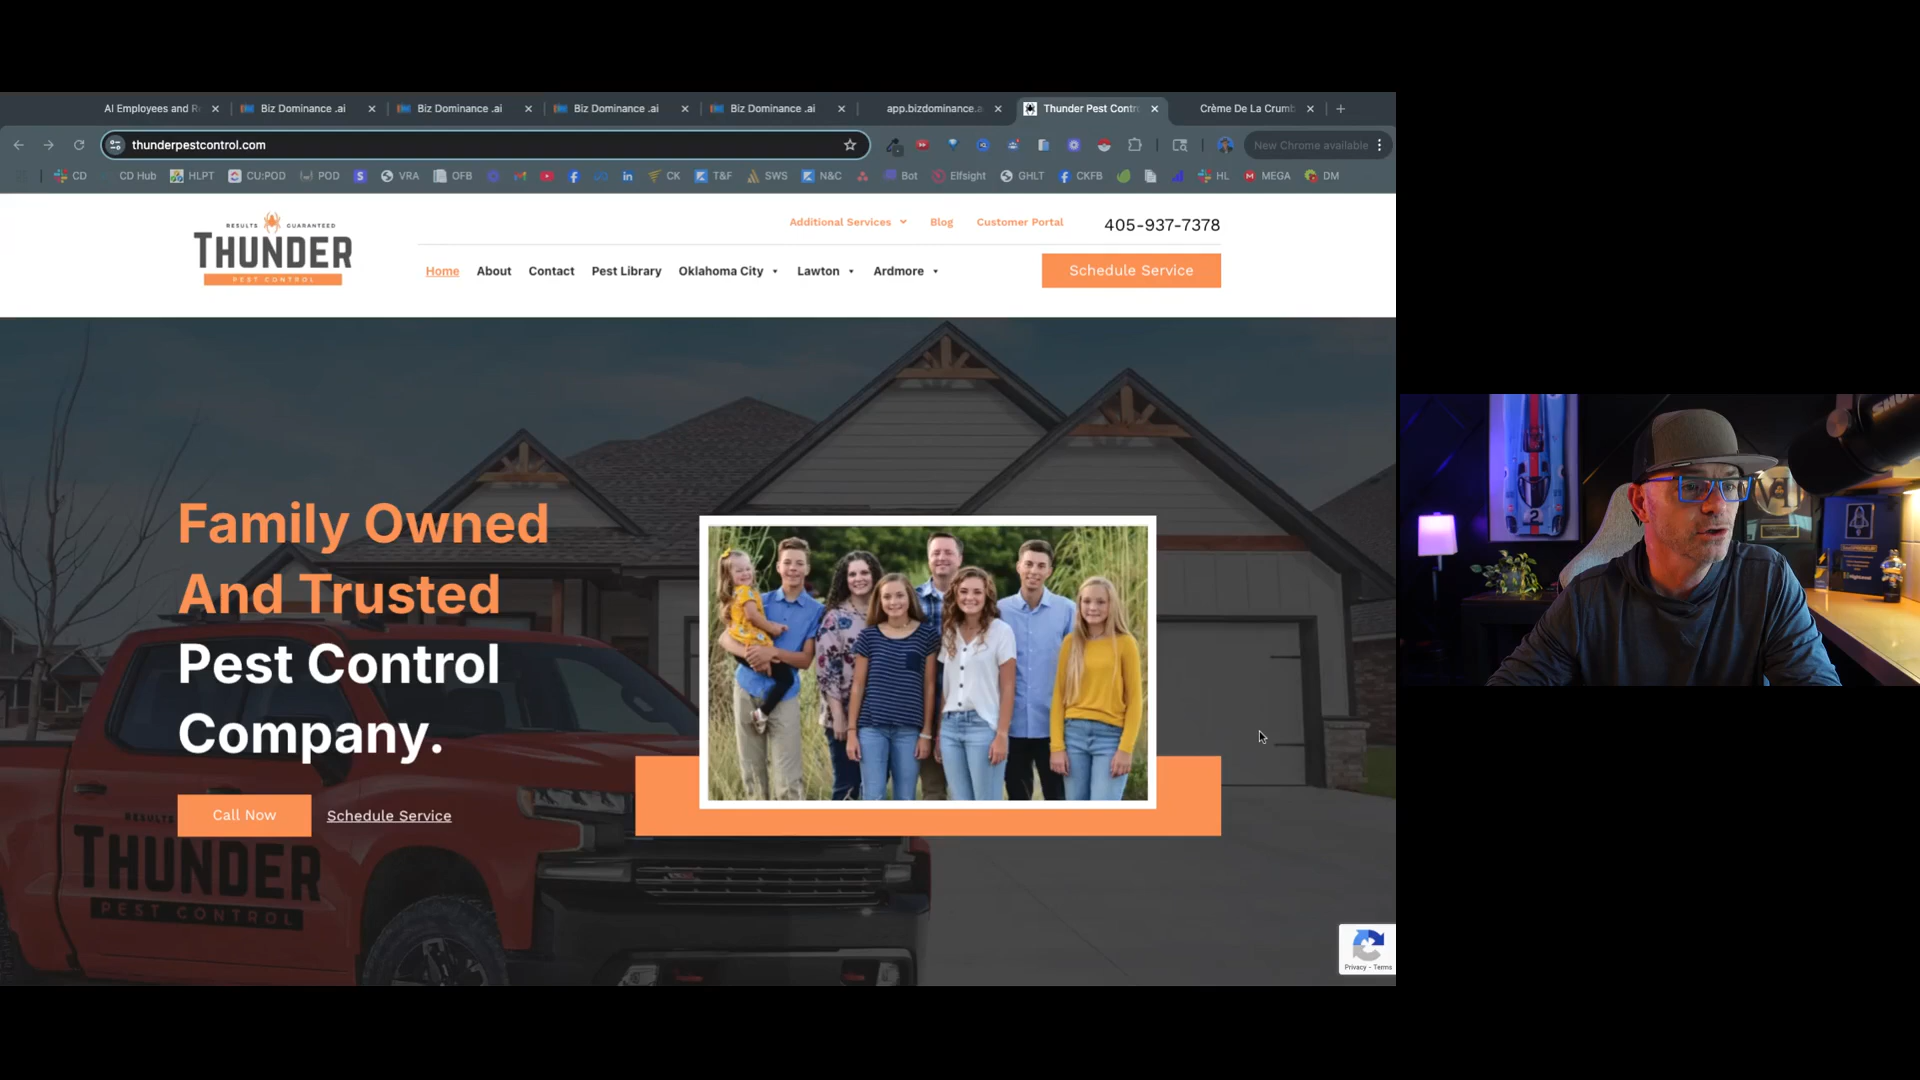 AI Employees and R
Biz Dominance .ai
Biz Dominance .ai
Biz Dominance .ai
Biz Dominance .ai
app.bizdominance.a
Thunder Pest Contr
Crème De La Crumb
thunderpestcontrol.com
New Chrome available
CD
CD Hub
HLPT
CU:POD
POD
VRA
OFB
CK
T&F
SWS
N&C
Bot
Elfsight
GHLT
CKFB
HL
MEGA
DM
RESULTS GUARANTEED
THUNDER
PEST CONTROL
Additional Services
Blog
Customer Portal
405-937-7378
Home
About
Contact
Pest Library
Oklahoma City
Lawton
Ardmore
Schedule Service
Family Owned
And Trusted
Pest Control
Company.
Call Now
Schedule Service
THUNDER
PEST CONTROL
Privacy - Terms
2